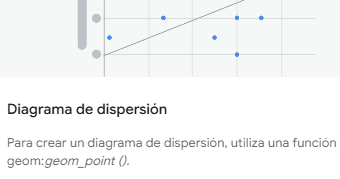 Diagrama de dispersión
Para crear un diagrama de dispersión, utiliza una función
geom:geom_point ().